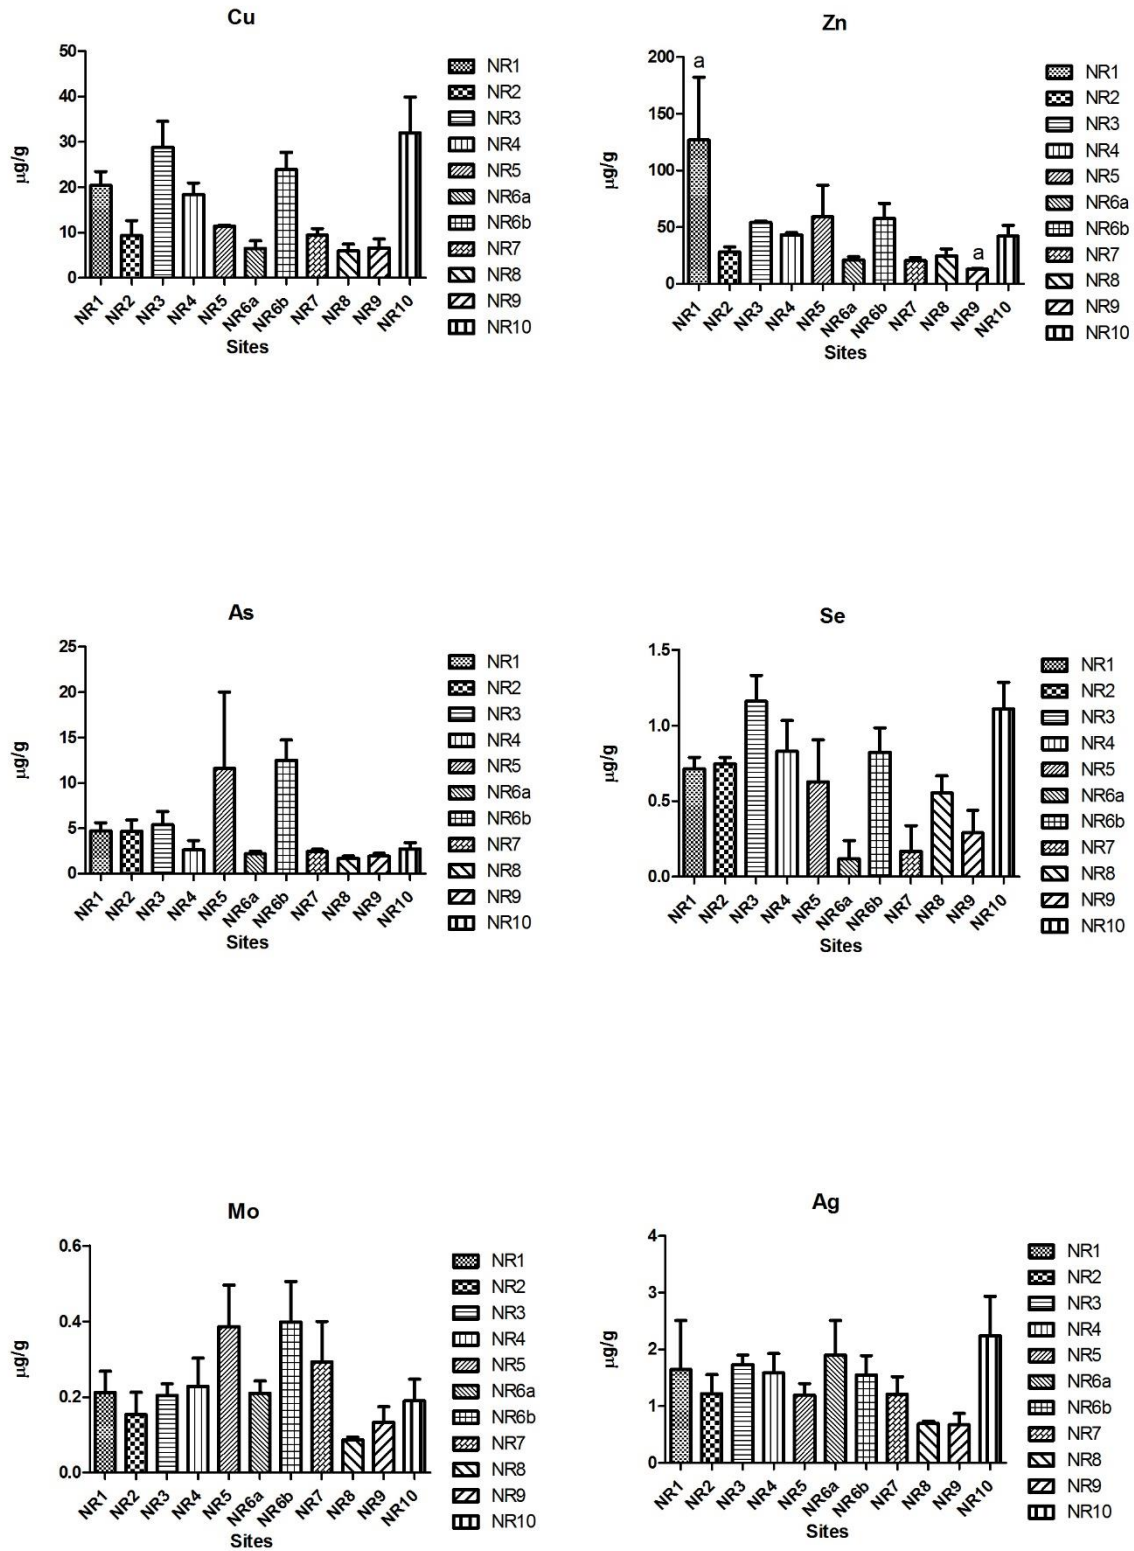 Cu
μg/g
50
40
30
20
10
0
NR1 NR2 NR3 NR4 NR5 NR6a NR6b NR7 NR8 NR9 NR10
Sites
NR1
NR2
NR3
NR4
NR5
NR6a
NR6b
NR7
NR8
NR9
NR10
Zn
μg/g
200
150
100
50
0
a
a
NR1 NR2 NR3 NR4 NR5 NR6a NR6b NR7 NR8 NR9 NR10
Sites
NR1
NR2
NR3
NR4
NR5
NR6a
NR6b
NR7
NR8
NR9
NR10
As
μg/g
25
20
15
10
5
0
NR1 NR2 NR3 NR4 NR5 NR6a NR6b NR7 NR8 NR9 NR10
Sites
NR1
NR2
NR3
NR4
NR5
NR6a
NR6b
NR7
NR8
NR9
NR10
Se
μg/g
1.5
1.0
0.5
0.0
NR1 NR2 NR3 NR4 NR5 NR6a NR6b NR7 NR8 NR9 NR10
Sites
NR1
NR2
NR3
NR4
NR5
NR6a
NR6b
NR7
NR8
NR9
NR10
Mo
μg/g
0.6
0.4
0.2
0.0
NR1 NR2 NR3 NR4 NR5 NR6a NR6b NR7 NR8 NR9 NR10
Sites
NR1
NR2
NR3
NR4
NR5
NR6a
NR6b
NR7
NR8
NR9
NR10
Ag
μg/g
4
3
2
1
0
NR1 NR2 NR3 NR4 NR5 NR6a NR6b NR7 NR8 NR9 NR10
Sites
NR1
NR2
NR3
NR4
NR5
NR6a
NR6b
NR7
NR8
NR9
NR10